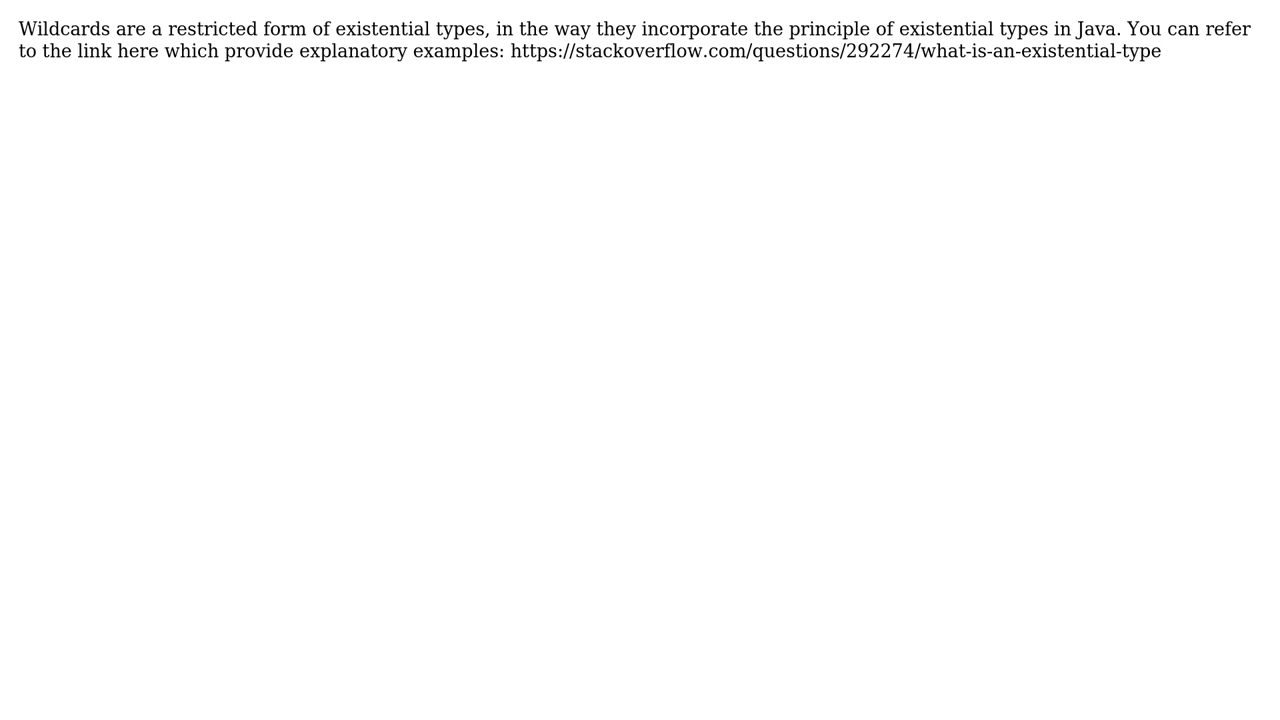 Wildcards are a restricted form of existential types, in the way they incorporate the principle of existential types in Java. You can refer
to the link here which provide explanatory examples: https://stackoverflow.com/questions/292274/what-is-an-existential-type